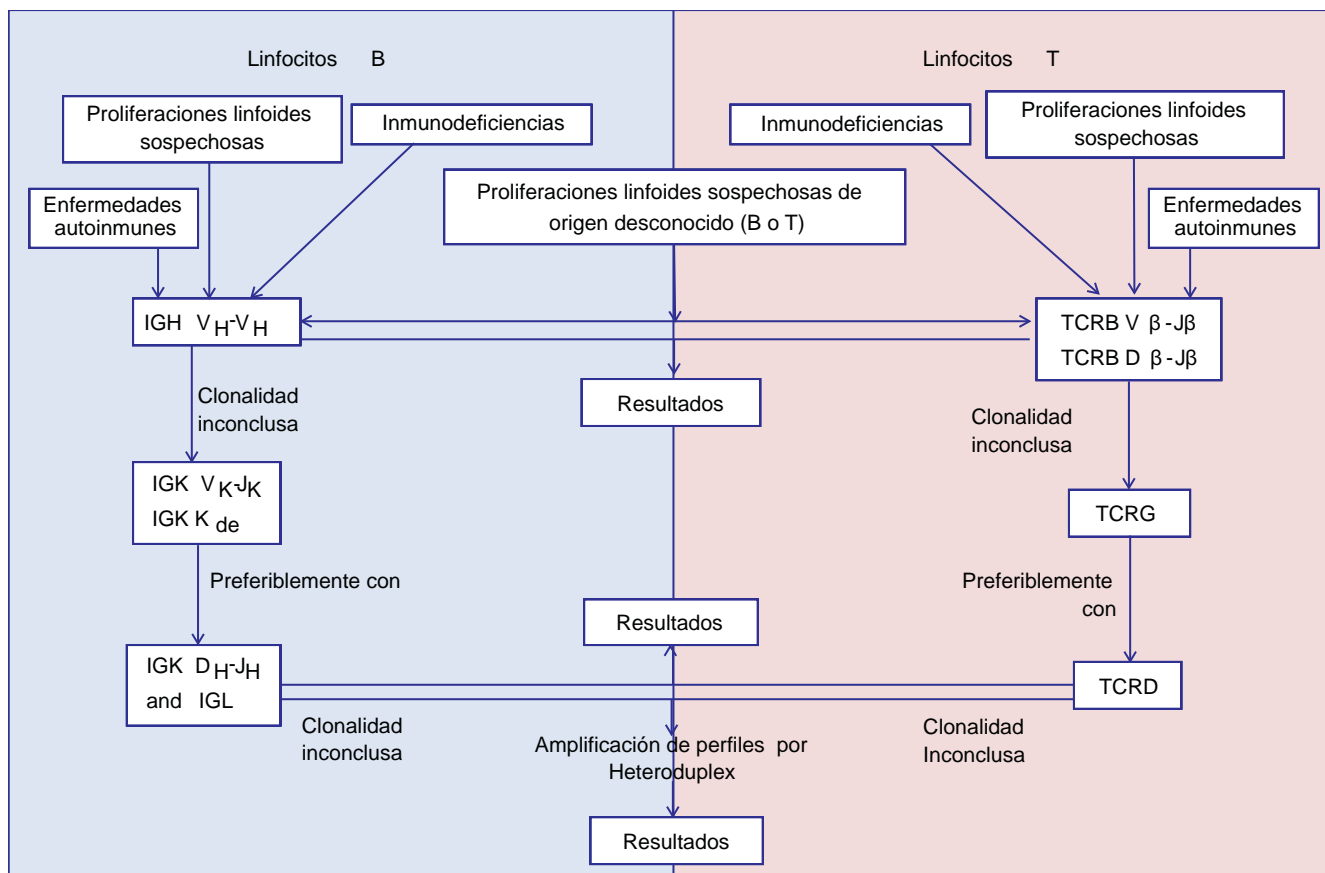 Linfocitos B
Linfocitos T
Proliferaciones linfoides
sospechosas
Inmunodeficiencias
Inmunodeficiencias
Proliferaciones linfoides
sospechosas
Enfermedades
autoinmunes
Proliferaciones linfoides sospechosas de
origen desconocido (B o T)
Enfermedades
autoinmunes
IGH VH-VH
TCRB V β-Jβ
TCRB D β-Jβ
Clonalidad
inconclusa
Resultados
Clonalidad
inconclusa
IGK VK-JK
IGK K de
TCRG
Preferiblemente con
Preferiblemente
con
Resultados
IGK DH-JH
and IGL
TCRD
Clonalidad
inconclusa
Amplificación de perfiles por
Heteroduplex
Clonalidad
Inconclusa
Resultados